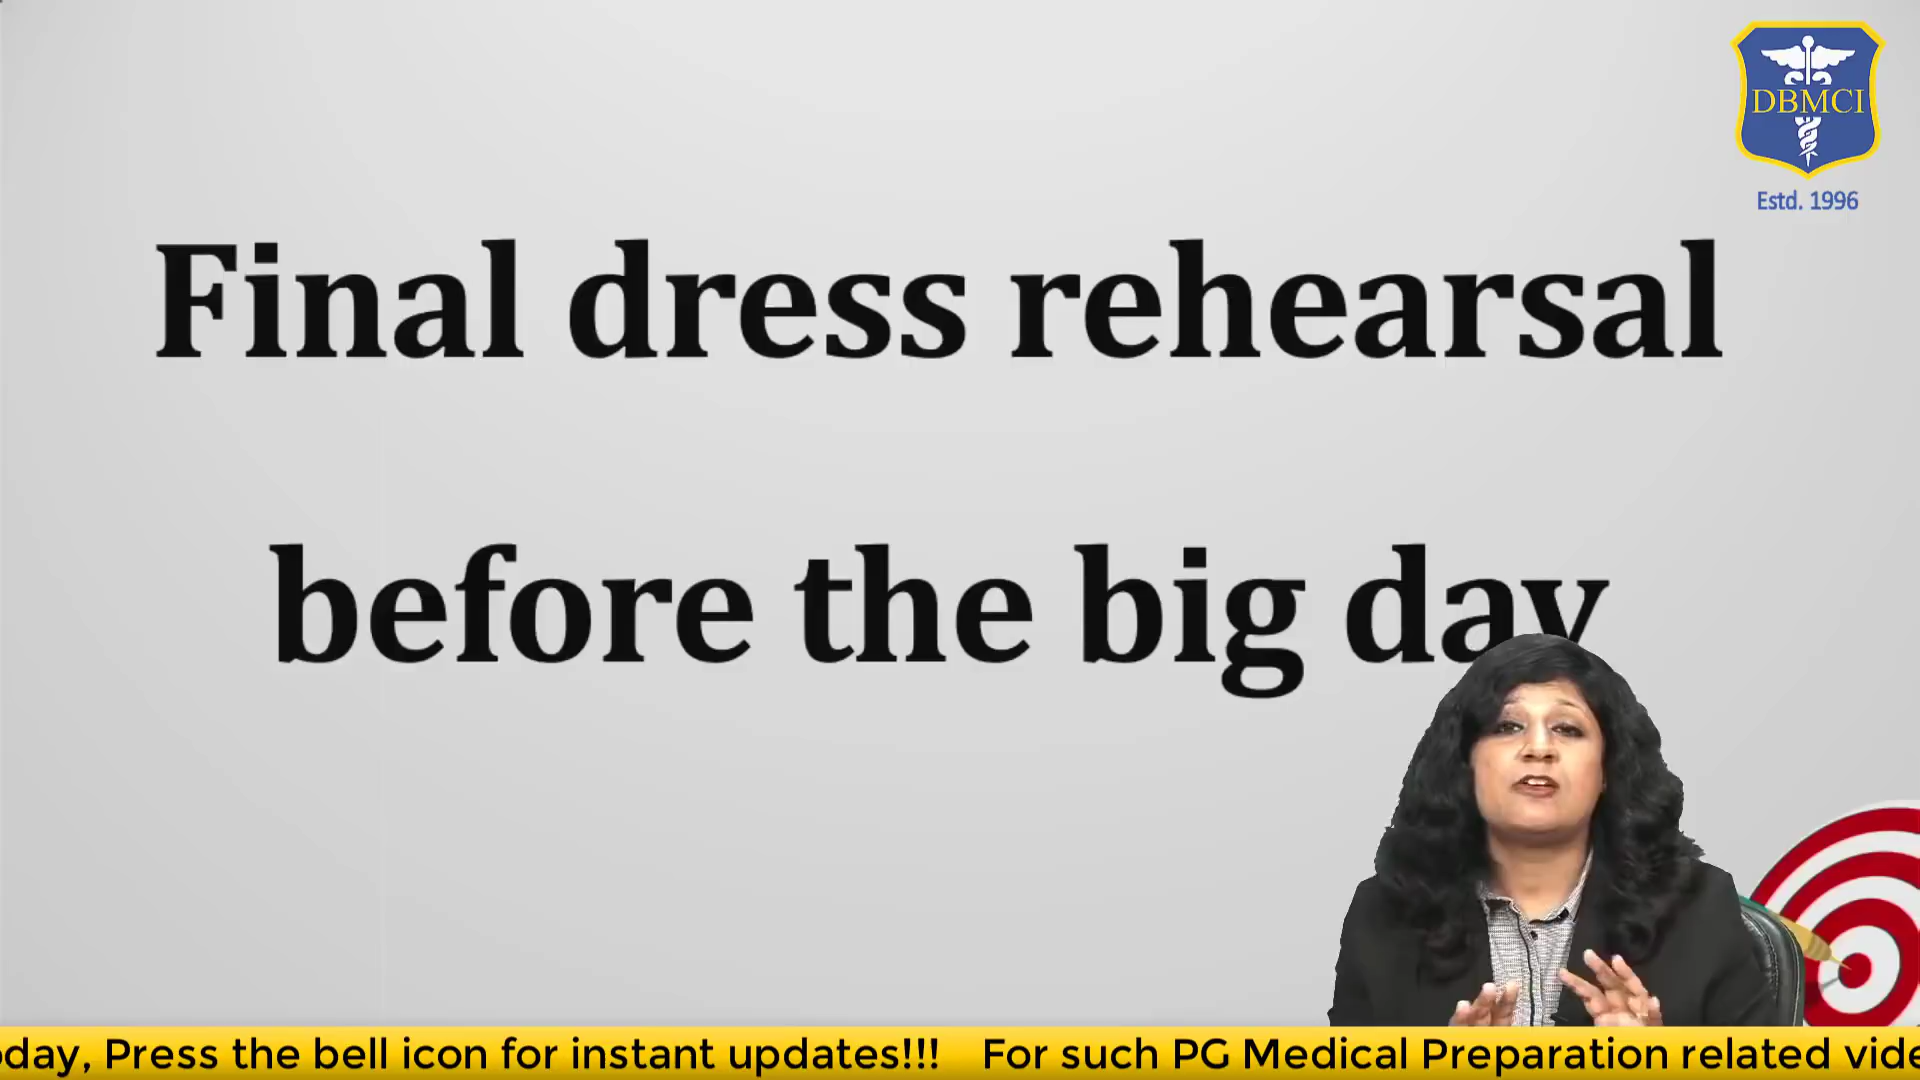 DBMCI
Estd. 1996
Final dress rehearsal
before the big day
day, Press the bell icon for instant updates!!! For such PG Medical Preparation related